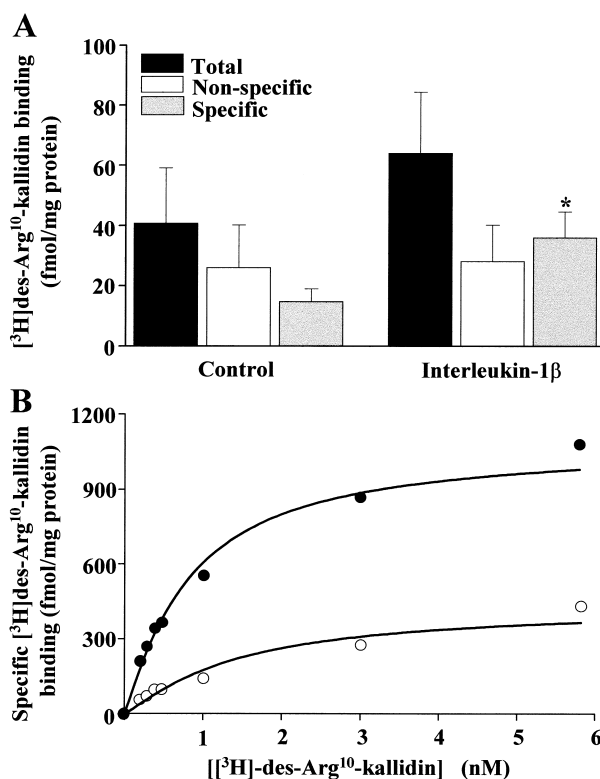 A
[³H]des-Arg¹⁰-kallidin binding
(fmol/mg protein)
100
80
60
40
20
0
Total
Non-specific
Specific
*
Control
Interleukin-1β
B
Specific [³H]des-Arg¹⁰-kallidin
binding (fmol/mg protein)
1200
900
600
300
0
1
2
3
4
5
6
[[³H]-des-Arg¹⁰-kallidin] (nM)